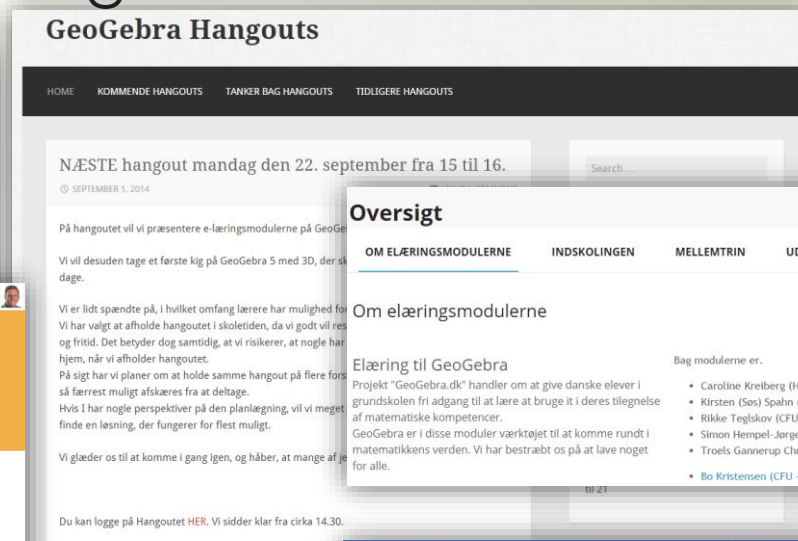 GeoGebra Hangouts
HOME KOMMENDE HANGOUTS TANKER BAG HANGOUTS TIDLIGERE HANGOUTS
NÆSTE hangout mandag den 22. september fra 15 til 16.
SEPTEMBER 1, 2014
På hangoutet vil vi præsentere e-læringsmodulerne på
Vi vil desuden tage et første kig på GeoGebra 5 med 3D, der
dage.
Vi er lidt spændte på, i hvilket omfang lærere har mulighed
Vi har valgt at afholde hangoutet i skoletiden, da vi godt vil
og fritid. Det betyder dog samtidig, at vi risikerer, at nogle har
hjem, når vi afholder hangoutet.
På sigt har vi planer om at holde samme hangout på flere
så færrest muligt afskæres fra at deltage.
Hvis I har nogle perspektiver på den planlægning, vil vi meget
finde en løsning, der fungerer for flest muligt.
Vi glæder os til at komme i gang igen, og håber, at mange af
Du kan logge på Hangoutet HER. Vi sidder klar fra cirka 14.30.
Search ...
Oversigt
OM ELÆRINGSMODULERNE INDSKOLINGEN MELLEMTRIN
Om elæringsmodulerne
Elæring til GeoGebra
Projekt "GeoGebra.dk" handler om at give danske elever i
grundskolen fri adgang til at lære at bruge it i deres tilegnelse
af matematiske kompetencer.
GeoGebra er i disse moduler værktøjet til at komme rundt i
matematikkens verden. Vi har bestræbt os på at lave noget
for alle.
Bag modulerne er.
• Caroline Kreiberg
• Kirsten (Søs) Spahn
• Rikke Teglskov (CFU
• Simon
• Troels Gannerup
• Bo Kristensen (CFU -
til 21